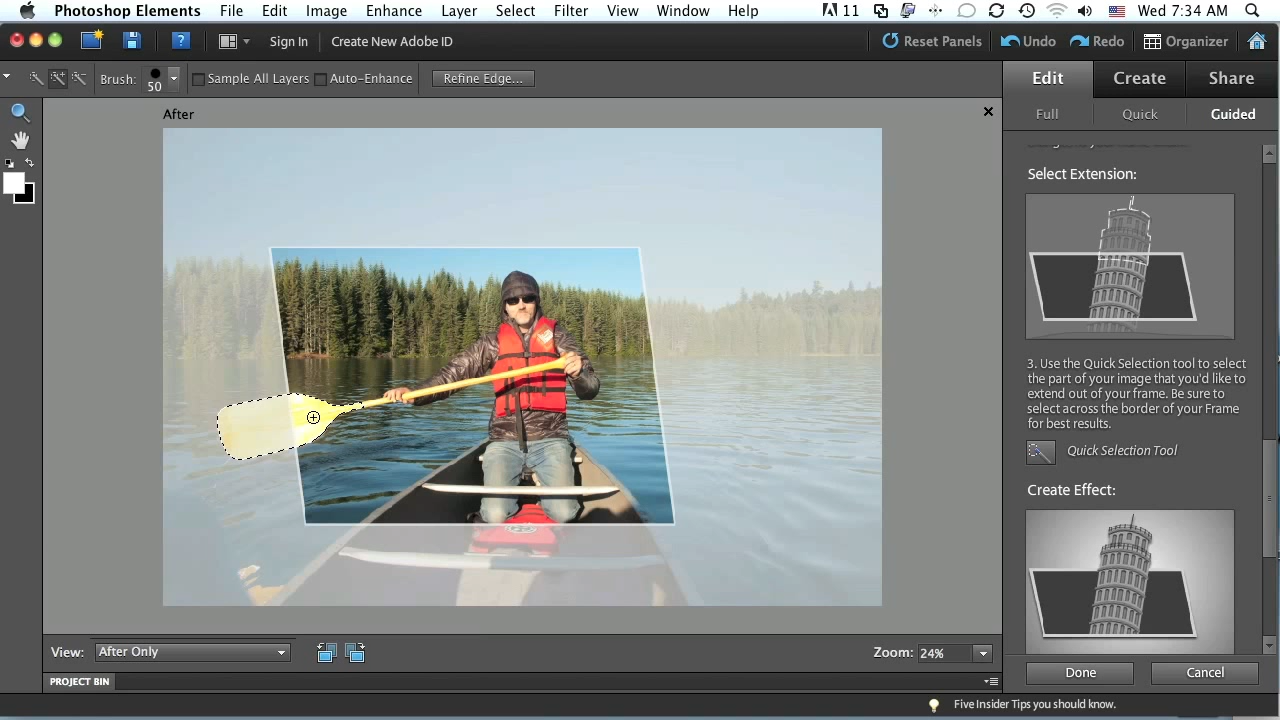 Photoshop Elements File Edit Image Enhance Layer Select Filter View Window Help 11 Wed 7:34 AM
Sign In Create New Adobe ID Reset Panels Undo Redo Organizer
Brush: 50 Sample All Layers Auto-Enhance Refine Edge... Edit Create Share
After
Full Quick Guided
Select Extension:
3. Use the Quick Selection tool to select
the part of your image that you'd like to
extend out of your frame. Be sure to
select across the border of your Frame
for best results.
Quick Selection Tool
Create Effect:
View: After Only Zoom: 24%
Done Cancel
PROJECT BIN
Five Insider Tips you should know.